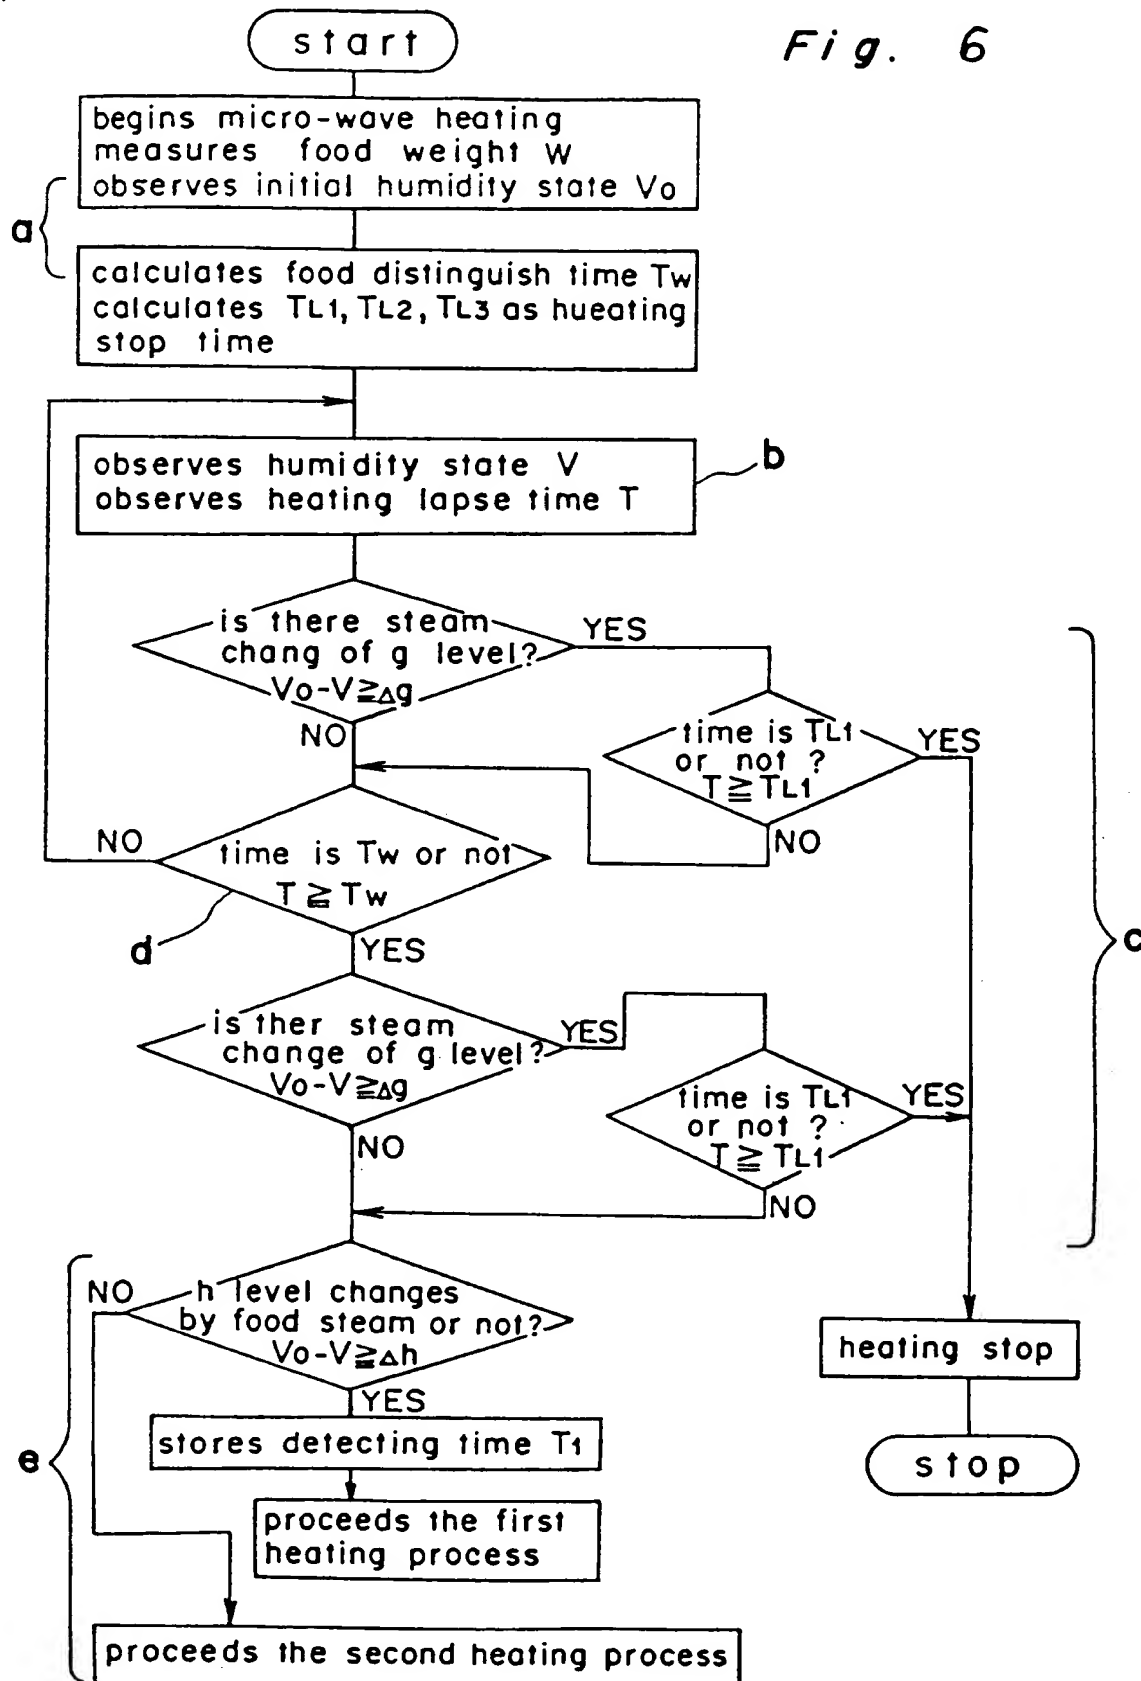 Fig. 6
start
begins micro-wave heating
measures food weight W
observes initial humidity state Vo
a
calculates food distinguish time Tw
calculates TL1, TL2, TL3 as hueating
stop time
observes humidity state V
observes heating lapse time T
b
is there steam
chang of g level?
Vo-V≧Δg
YES
NO
time is TL1
or not ?
T≧TL1
YES
NO
time is Tw or not
T≧Tw
NO
d
YES
c
is ther steam
change of g level?
Vo-V≧Δg
YES
NO
time is TL1
or not ?
T≧TL1
YES
NO
h level changes
by food steam or not?
Vo-V≧Δh
NO
YES
e
stores detecting time T1
proceeds the first
heating process
proceeds the second heating process
heating stop
stop